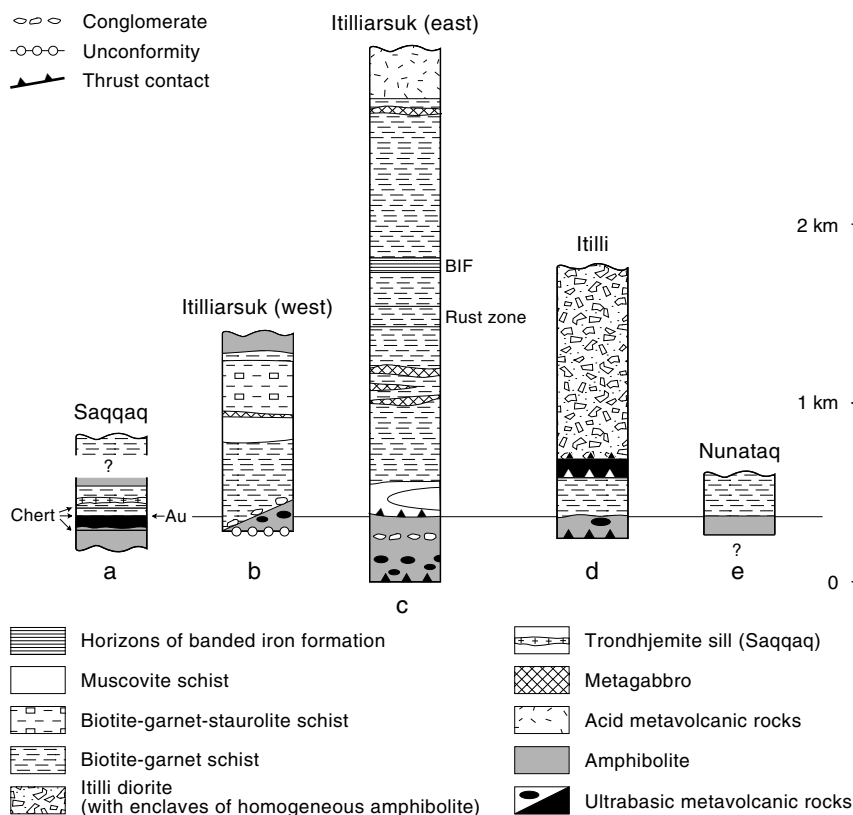 Conglomerate
Unconformity
Thrust contact
Itilliarsuk (east)
2 km
Itilli
BIF
Itilliarsuk (west)
Rust zone
1 km
Saqqaq
Nunataq
?
Chert
Au
a
b
c
d
?
e
0
Horizons of banded iron formation
Muscovite schist
Biotite-garnet-staurolite schist
Biotite-garnet schist
Itilli diorite
(with enclaves of homogeneous amphibolite)
Trondhjemite sill (Saqqaq)
Metagabbro
Acid metavolcanic rocks
Amphibolite
Ultrabasic metavolcanic rocks